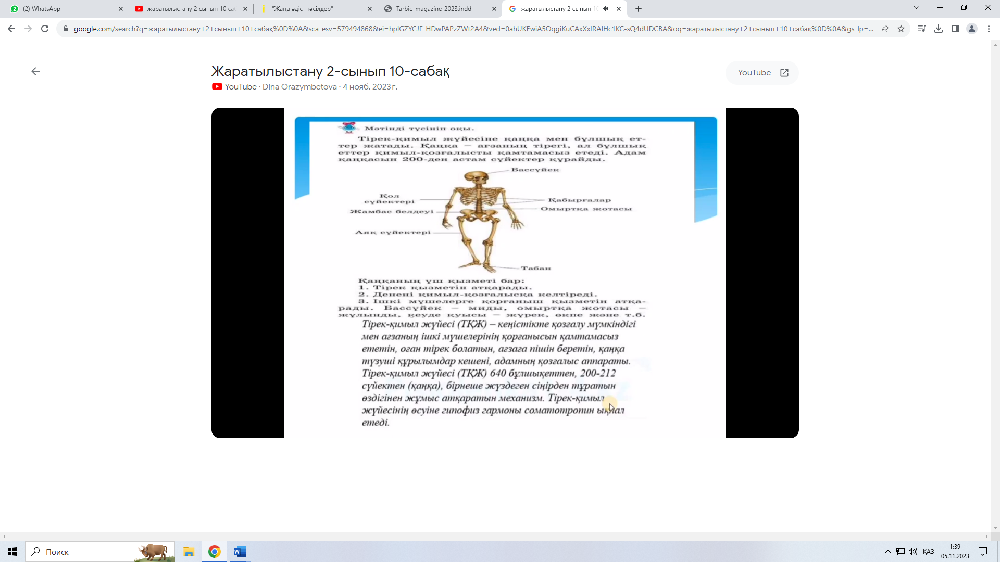 (2) WhatsApp
жаратылыстану 2 сынып 10 саб
"Жаңа әдіс- тәсілдер"
Tarbie-magazine-2023.indd
жаратылыстану 2 сынып 10
google.com/search?q=жаратылыстану+2+сынып+10+сабақ%0D%0A&sca_esv=579494868&ei=hpIGZYCJF_HDwPAPzZWt2A4&ved=0ahUKEwiA5OqgiKuCAxXxIRAIHc1KC-sQ4dUDCBA&oq=жаратылыстану+2+сынып+10+сабақ%0D%0A&gs_lp=...
Жаратылыстану 2-сынып 10-сабақ
YouTube
YouTube · Dina Orazymbetova · 4 нояб. 2023 г.
Мәтінді түсініп оқы.
Тірек-қимыл жүйесіне қаңқа мен бұлшық ет-
тер жатады. Қаңқа – ағзаның тірегі, ал бұлшық
еттер қимыл-қозғалысты қамтамасыз етеді. Адам
қаңқасын 200-ден астам сүйектер құрайды.
Бассүйек
Қол
сүйектері
Қабырғалар
Омыртқа жотасы
Жамбас белдеуі
Аяқ сүйектері
Табан
Қаңқаның үш қызметі бар:
1. Тірек қызметін атқарады.
2. Денені қимыл-қозғалысқа келтіреді.
3. Ішкі мүшелерге қорғаныш қызметін атқа-
рады. Бассүйек – миды, омыртқа жотасы –
жұлынды, кеуде қуысы – жүрек, өкпе және т.б.
Тірек-қимыл жүйесі (ТҚЖ) – кеңістікте қозғалу мүмкіндігі
мен ағзаның ішкі мүшелерінің қорғанысын қамтамасыз
ететін, оған тірек болатын, ағзаға пішін беретін, қаңқа
түзуші құрылымдар кешені, адамның қозғалыс аппараты.
Тірек-қимыл жүйесі (ТҚЖ) 640 бұлшықеттен, 200-212
сүйектен (қаңқа), бірнеше жүздеген сіңірден тұратын
өздігінен жұмыс атқаратын механизм. Тірек-қимыл
жүйесінің өсуіне гипофиз гармоны соматотропин ықпал
етеді.
Поиск
ҚАЗ
1:39
05.11.2023